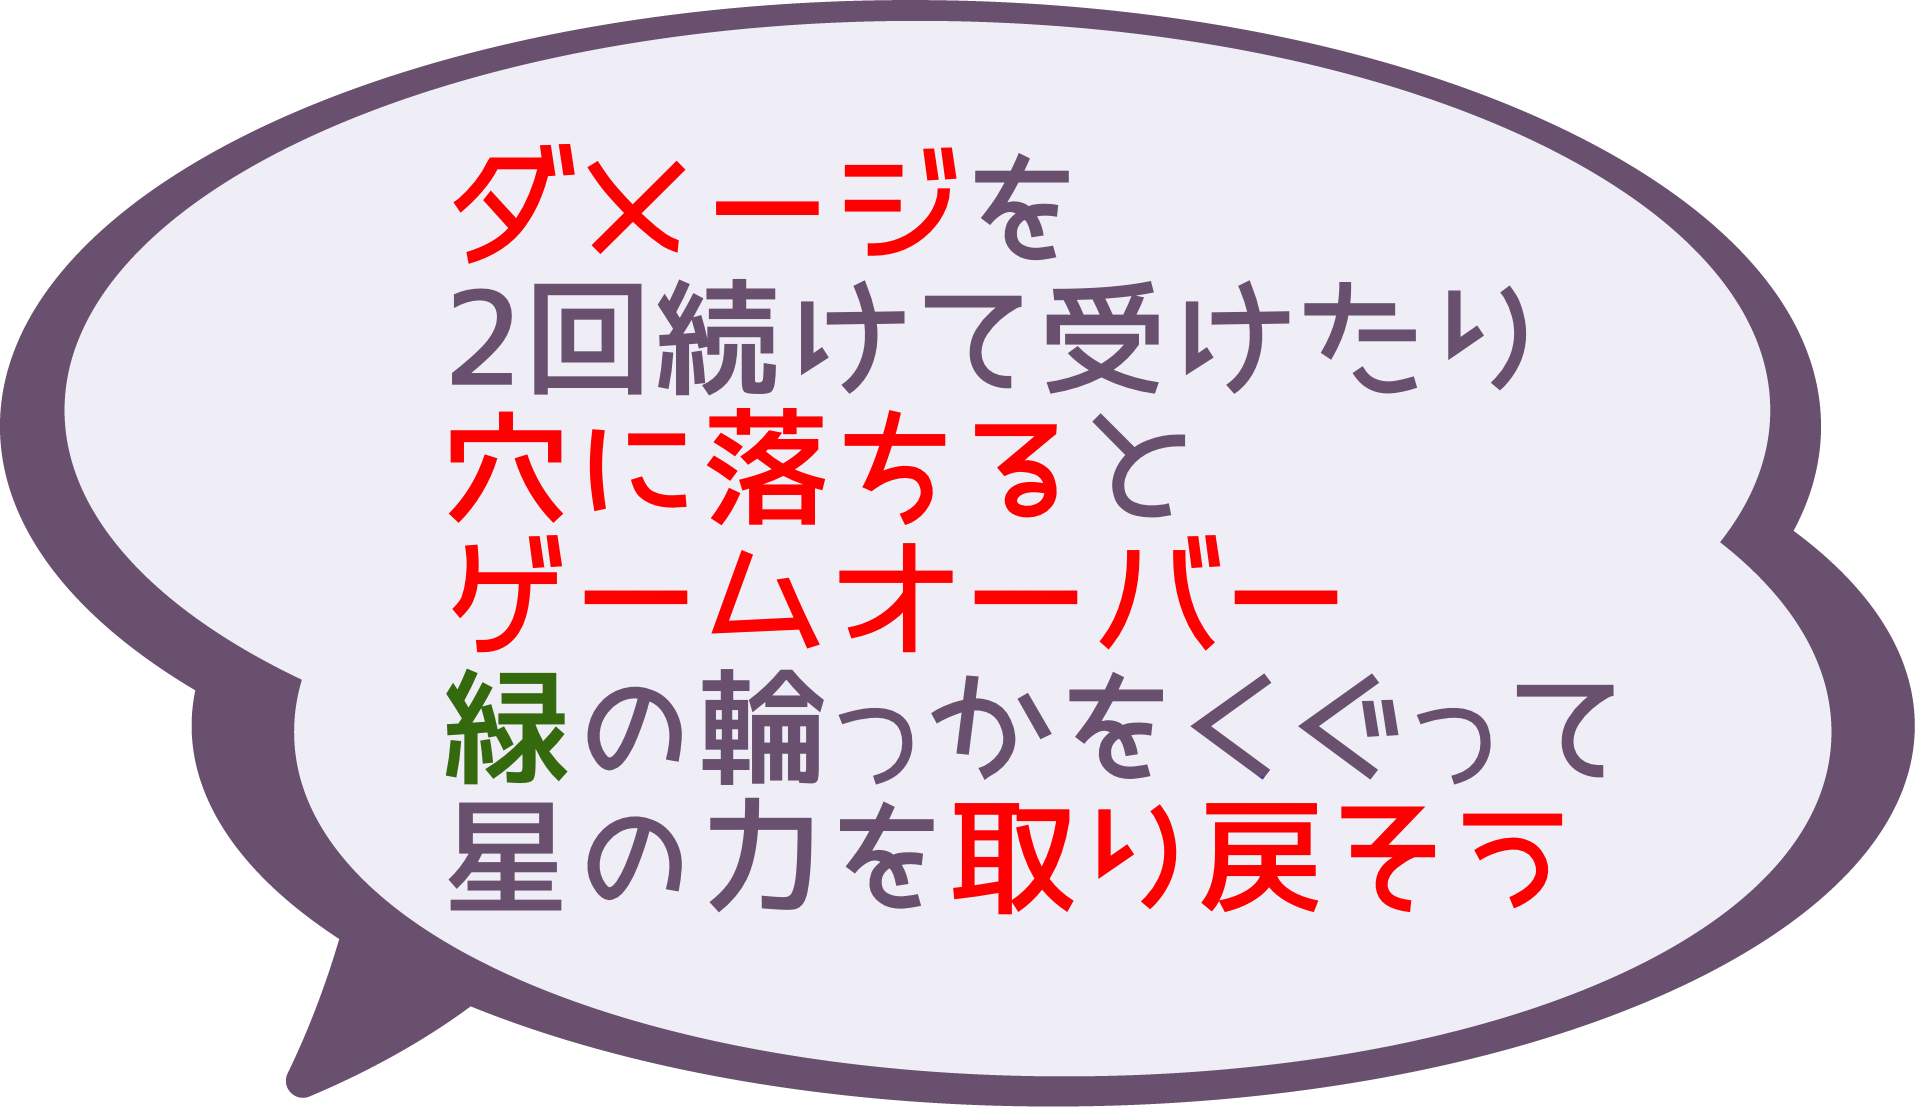 ダメージを
2回続けて受けたり
穴に落ちると
ゲームオーバー
緑の輪っかをくぐって
星の力を取り戻そう